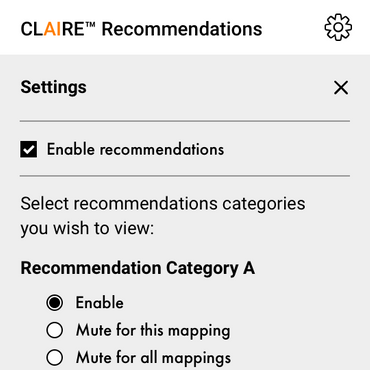 CLAIRE™ Recommendations
Settings
Enable recommendations
Select recommendations categories
you wish to view:
Recommendation Category A
Enable
Mute for this mapping
Mute for all mappings